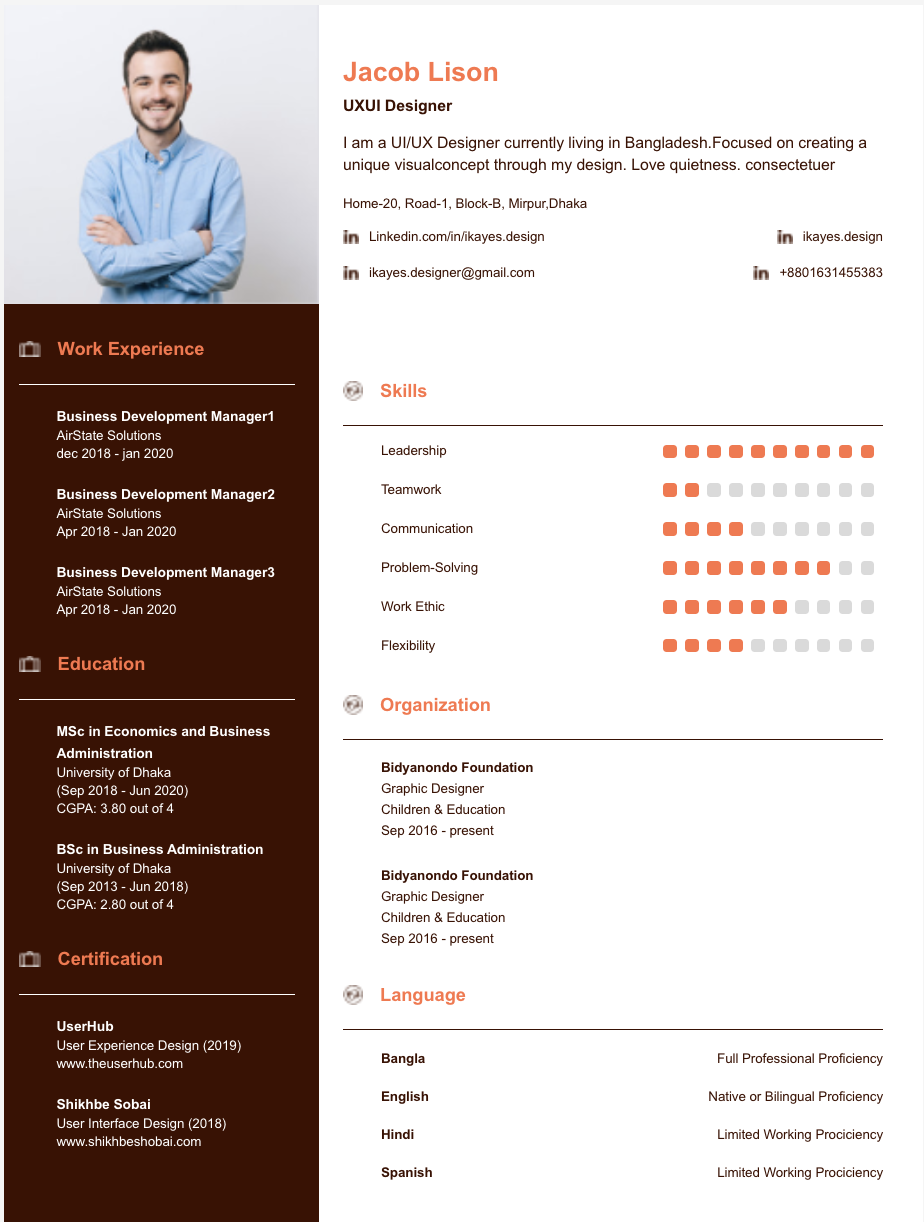 Jacob Lison
UXUI Designer
I am a UI/UX Designer currently living in Bangladesh.Focused on creating a
unique visualconcept through my design. Love quietness. consectetuer
Home-20, Road-1, Block-B, Mirpur,Dhaka
in Linkedin.com/in/ikayes.design
in ikayes.design
in ikayes.designer@gmail.com
in +8801631455383
Work Experience
Business Development Manager1
AirState Solutions
dec 2018 - jan 2020
Business Development Manager2
AirState Solutions
Apr 2018 - Jan 2020
Business Development Manager3
AirState Solutions
Apr 2018 - Jan 2020
Education
MSc in Economics and Business
Administration
University of Dhaka
(Sep 2018 - Jun 2020)
CGPA: 3.80 out of 4
BSc in Business Administration
University of Dhaka
(Sep 2013 - Jun 2018)
CGPA: 2.80 out of 4
Certification
UserHub
User Experience Design (2019)
www.theuserhub.com
Shikhbe Sobai
User Interface Design (2018)
www.shikhbeshobai.com
Skills
Leadership
Teamwork
Communication
Problem-Solving
Work Ethic
Flexibility
Organization
Bidyanondo Foundation
Graphic Designer
Children & Education
Sep 2016 - present
Bidyanondo Foundation
Graphic Designer
Children & Education
Sep 2016 - present
Language
Bangla Full Professional Proficiency
English Native or Bilingual Proficiency
Hindi Limited Working Prociciency
Spanish Limited Working Prociciency